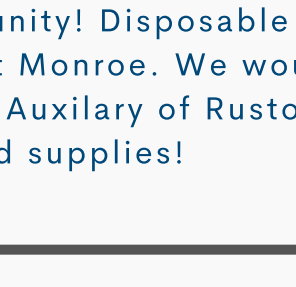 unity! Disposable
t Monroe. We wou
Auxilary of Rusto
d supplies!